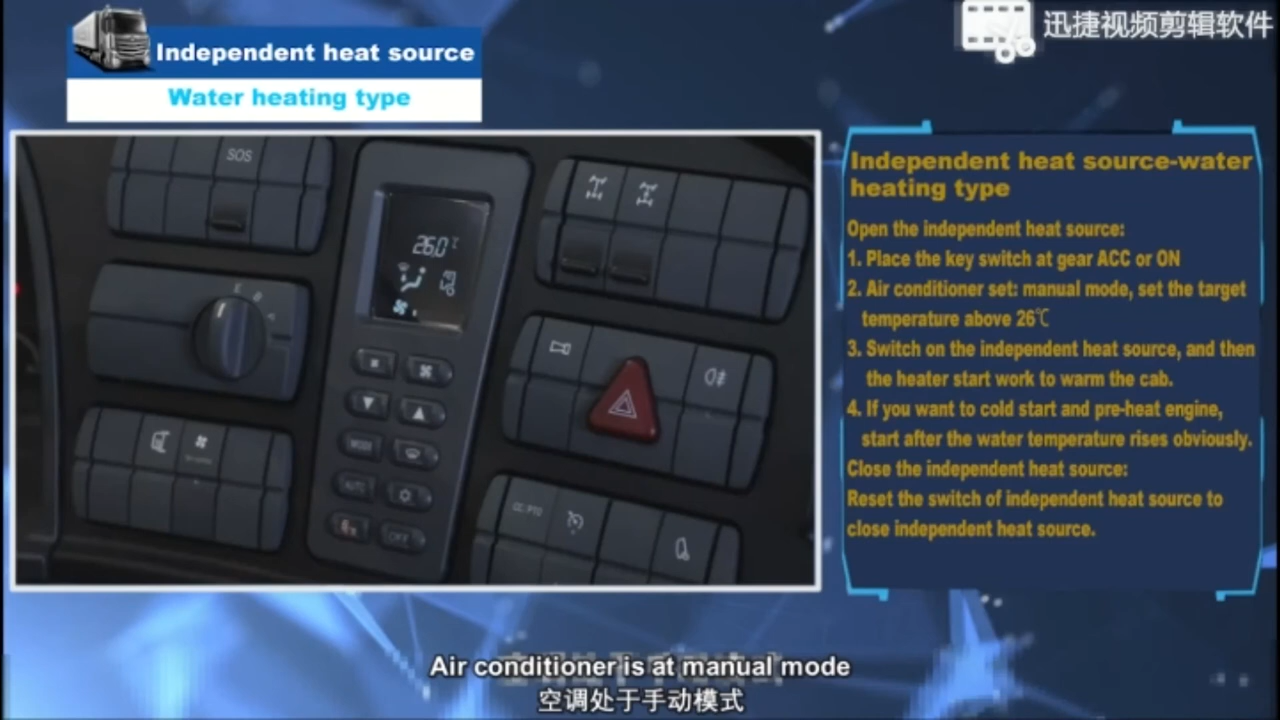 迅捷视频剪辑软件
Independent heat source
Water heating type
SOS
26.0℃
MODE
AUTO
OFF
CC/PTO
Independent heat source-water
heating type
Open the independent heat source:
1. Place the key switch at gear ACC or ON
2. Air conditioner set: manual mode, set the target
temperature above 26℃
3. Switch on the independent heat source, and then
the heater start work to warm the cab.
4. If you want to cold start and pre-heat engine,
start after the water temperature rises obviously.
Close the independent heat source:
Reset the switch of independent heat source to
close independent heat source.
Air conditioner is at manual mode
空调处于手动模式